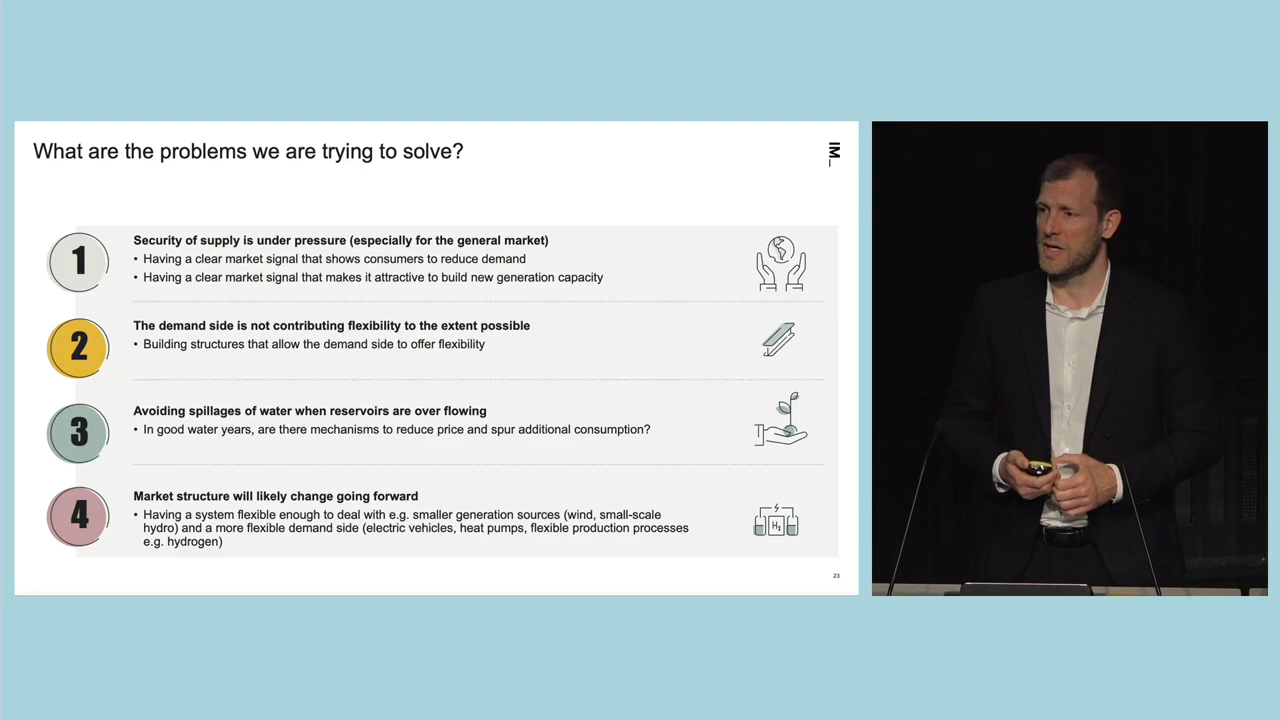 What are the problems we are trying to solve?
IM_
1
Security of supply is under pressure (especially for the general market)
• Having a clear market signal that shows consumers to reduce demand
• Having a clear market signal that makes it attractive to build new generation capacity
2
The demand side is not contributing flexibility to the extent possible
• Building structures that allow the demand side to offer flexibility
3
Avoiding spillages of water when reservoirs are over flowing
• In good water years, are there mechanisms to reduce price and spur additional consumption?
4
Market structure will likely change going forward
• Having a system flexible enough to deal with e.g. smaller generation sources (wind, small-scale
hydro) and a more flexible demand side (electric vehicles, heat pumps, flexible production processes
e.g. hydrogen)
H₂
23